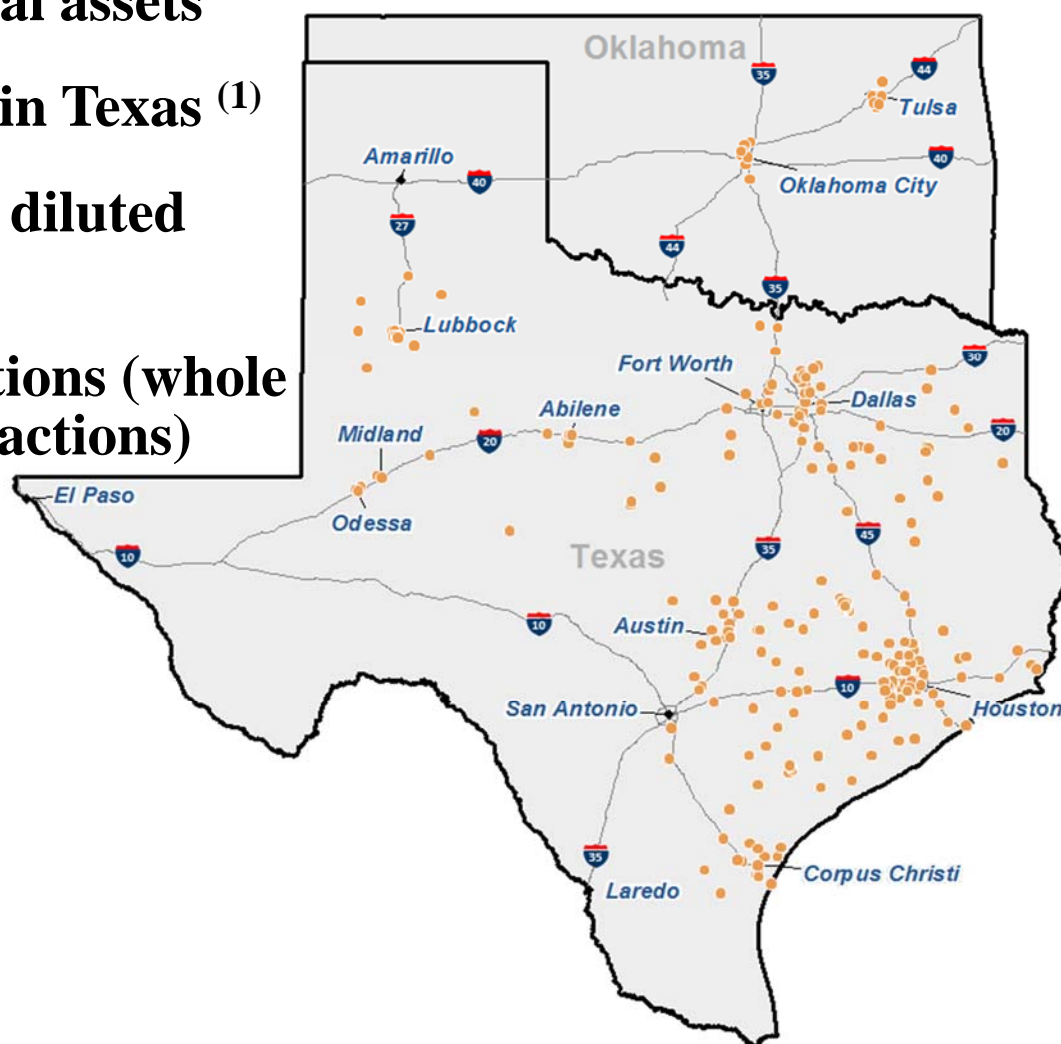 al assets
in Texas (1)
diluted
tions (whole
actions)
Oklahoma
35
44
Tulsa
Amarillo
40
40
Oklahoma City
27
44
35
Lubbock
30
Fort Worth
Abilene
Dallas
Midland
20
20
El Paso
Odessa
10
35
45
Texas
10
Austin
10
San Antonio
Houston
35
Corpus Christi
Laredo